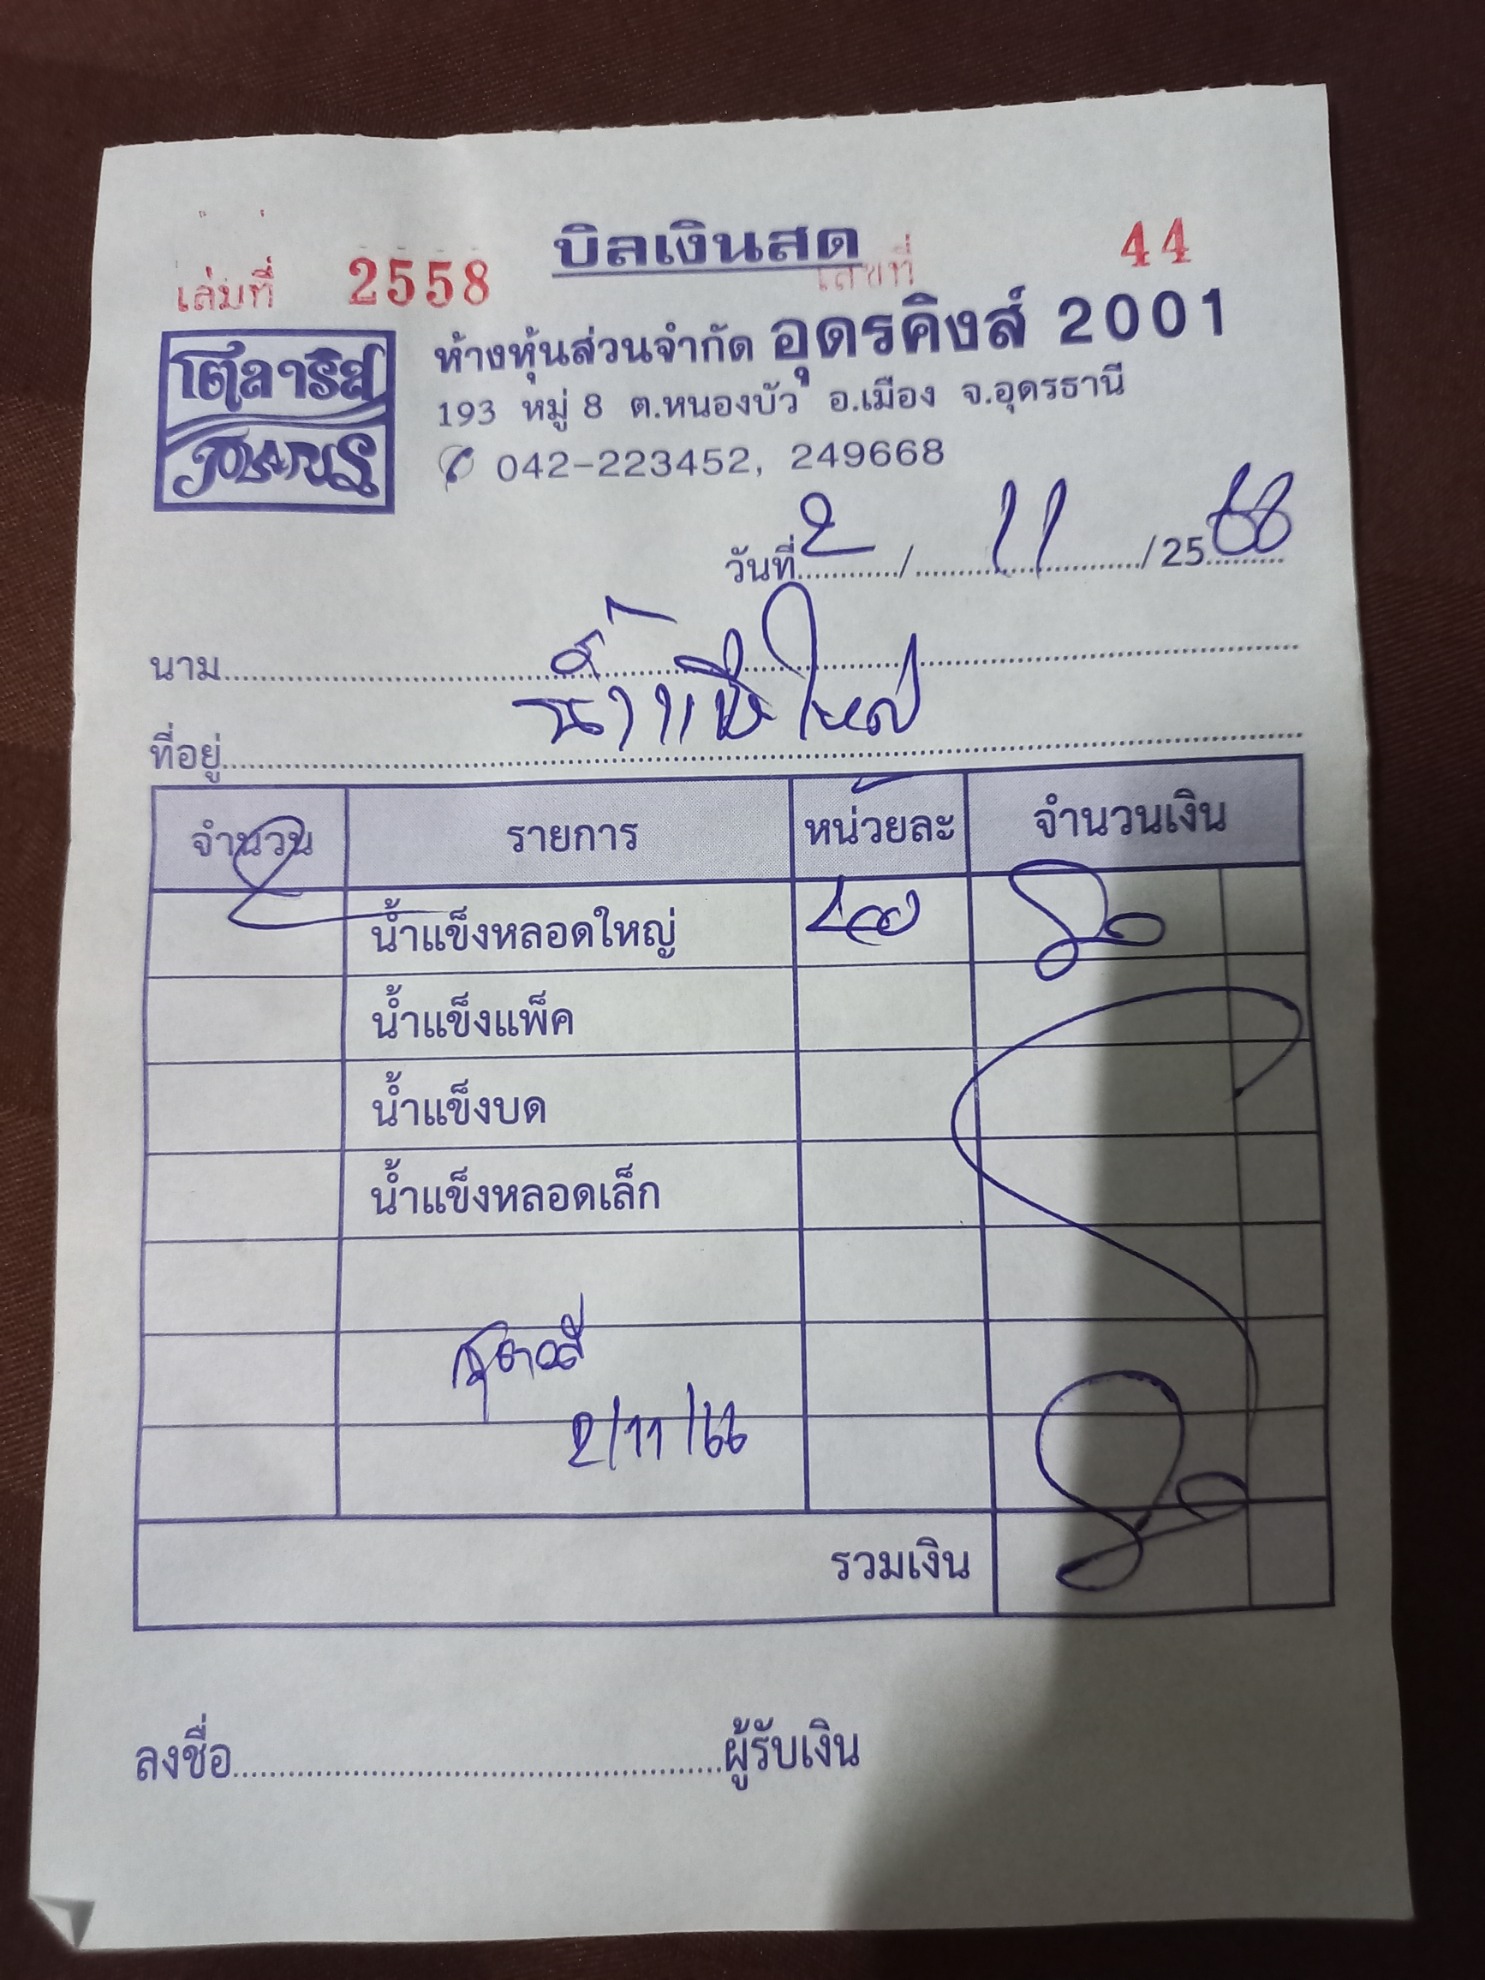 บิลเงินสด
เล่มที่ 2558 เลขที่ 44
โตลาริส
ห้างหุ้นส่วนจำกัด อุดรคิงส์ 2001
193 หมู่ 8 ต.หนองบัว อ.เมือง จ.อุดรธานี
042-223452, 249668
วันที่ 2 / 11 / 25 66
นาม
ที่อยู่
จำนวน รายการ หน่วยละ จำนวนเงิน
2 น้ำแข็งหลอดใหญ่ 40 80
น้ำแข็งแพ็ค
น้ำแข็งบด
น้ำแข็งหลอดเล็ก
2/11/66
รวมเงิน 80
ลงชื่อ ผู้รับเงิน